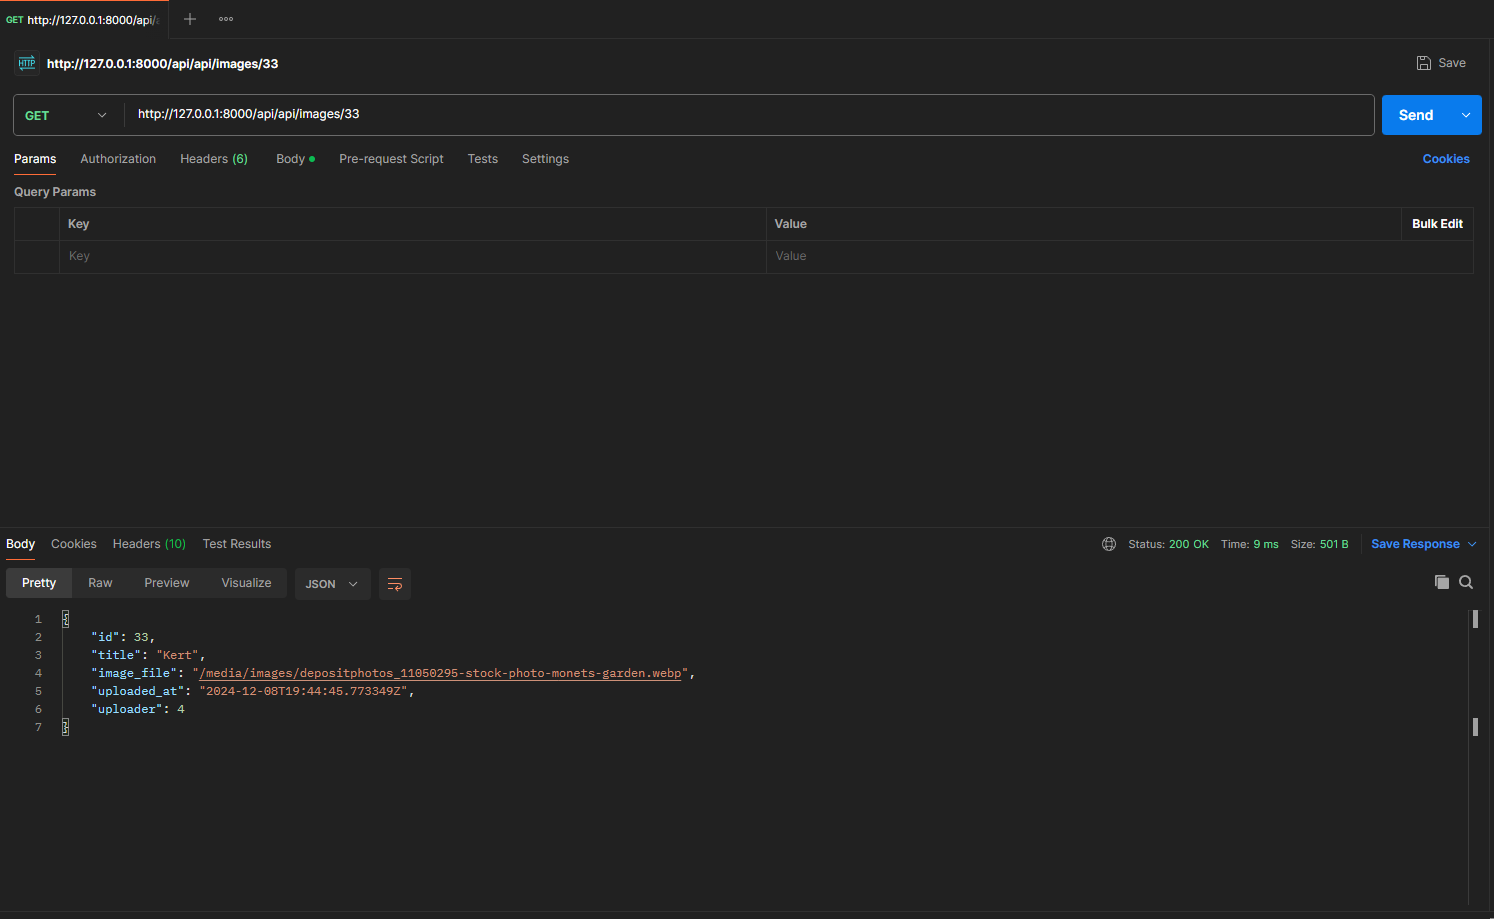 GET http://127.0.0.1:8000/api/
HTTP http://127.0.0.1:8000/api/api/images/33
Save
GET http://127.0.0.1:8000/api/api/images/33
Send
Params Authorization Headers (6) Body Pre-request Script Tests Settings Cookies
Query Params
Key Value Bulk Edit
Key Value
Body Cookies Headers (10) Test Results Status: 200 OK Time: 9 ms Size: 501 B Save Response
Pretty Raw Preview Visualize JSON
1 {
2 "id": 33,
3 "title": "Kert",
4 "image_file": "/media/images/depositphotos_11050295-stock-photo-monets-garden.webp",
5 "uploaded_at": "2024-12-08T19:44:45.773349Z",
6 "uploader": 4
7 }